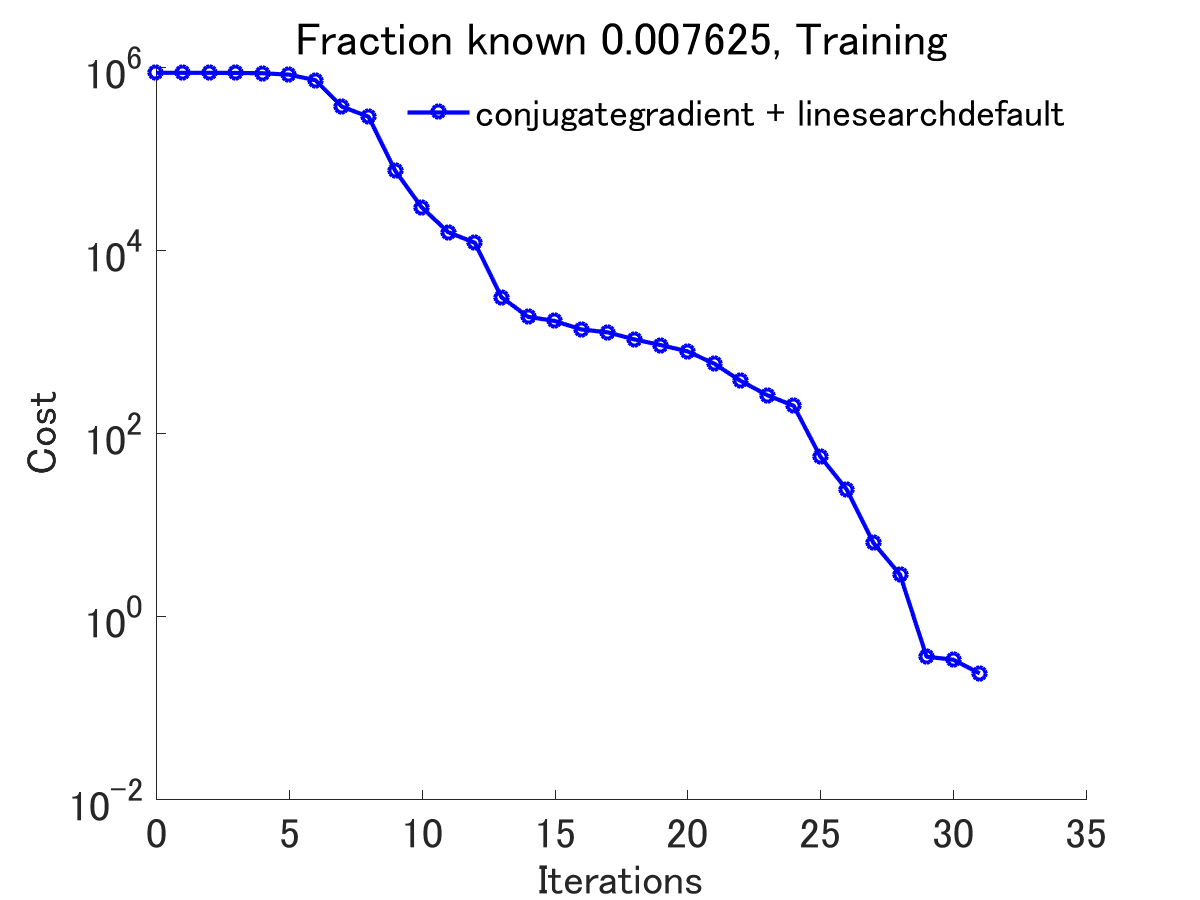 Fraction known 0.007625, Training
conjugategradient + linesearchdefault
10^6
10^4
10^2
10^0
10^-2
Cost
0 5 10 15 20 25 30 35
Iterations